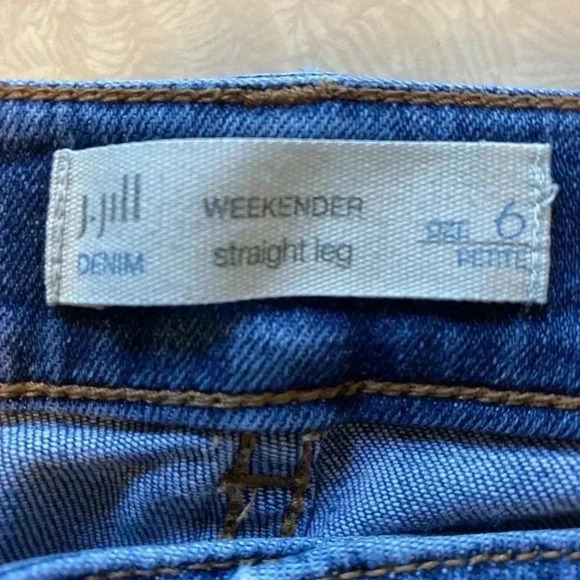 J.Jill
DENIM
WEEKENDER
straight leg
SIZE 6
PETITE